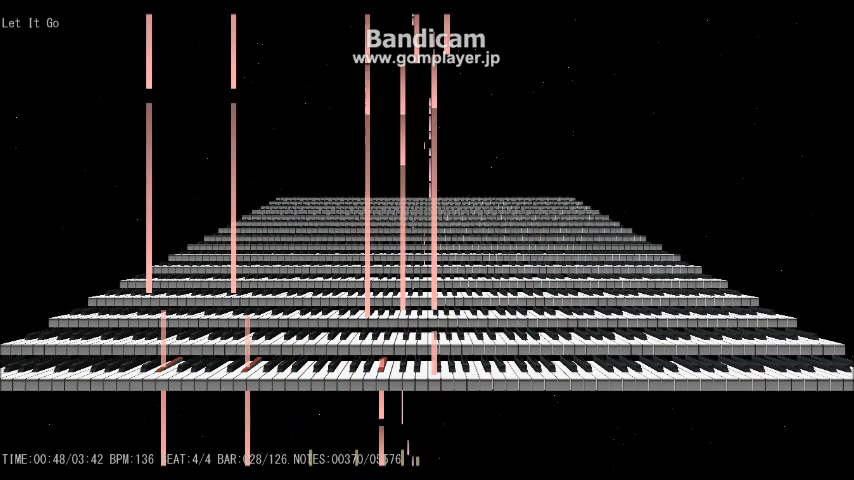 Let It Go
Bandicam
www.gomplayer.jp
TIME:00:48/03:42 BPM:136 BEAT:4/4 BAR:028/126 NOTES:00370/05576